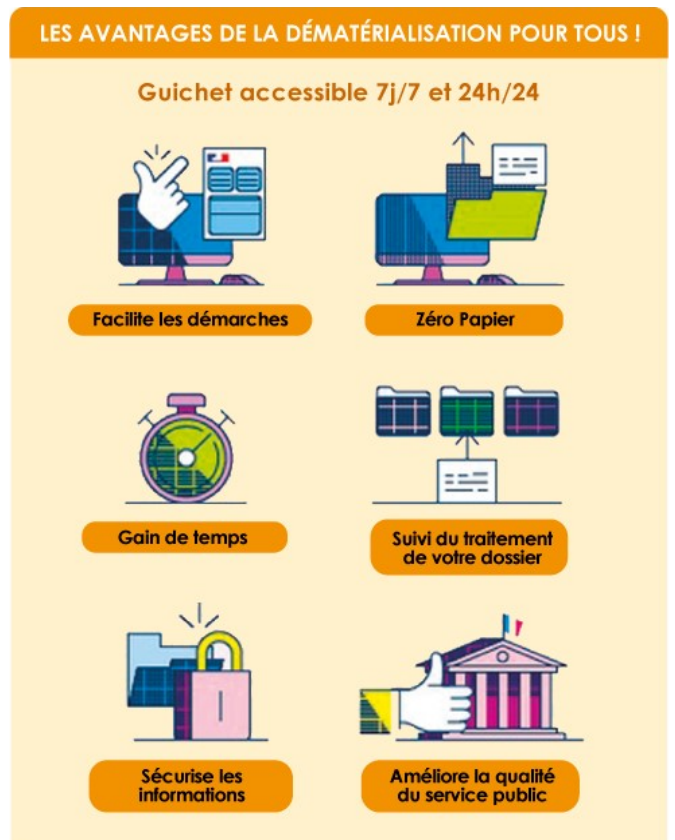 LES AVANTAGES DE LA DÉMATÉRIALISATION POUR TOUS !
Guichet accessible 7j/7 et 24h/24
Facilite les démarches
Zéro Papier
Gain de temps
Suivi du traitement
de votre dossier
Sécurise les
informations
Améliore la qualité
du service public